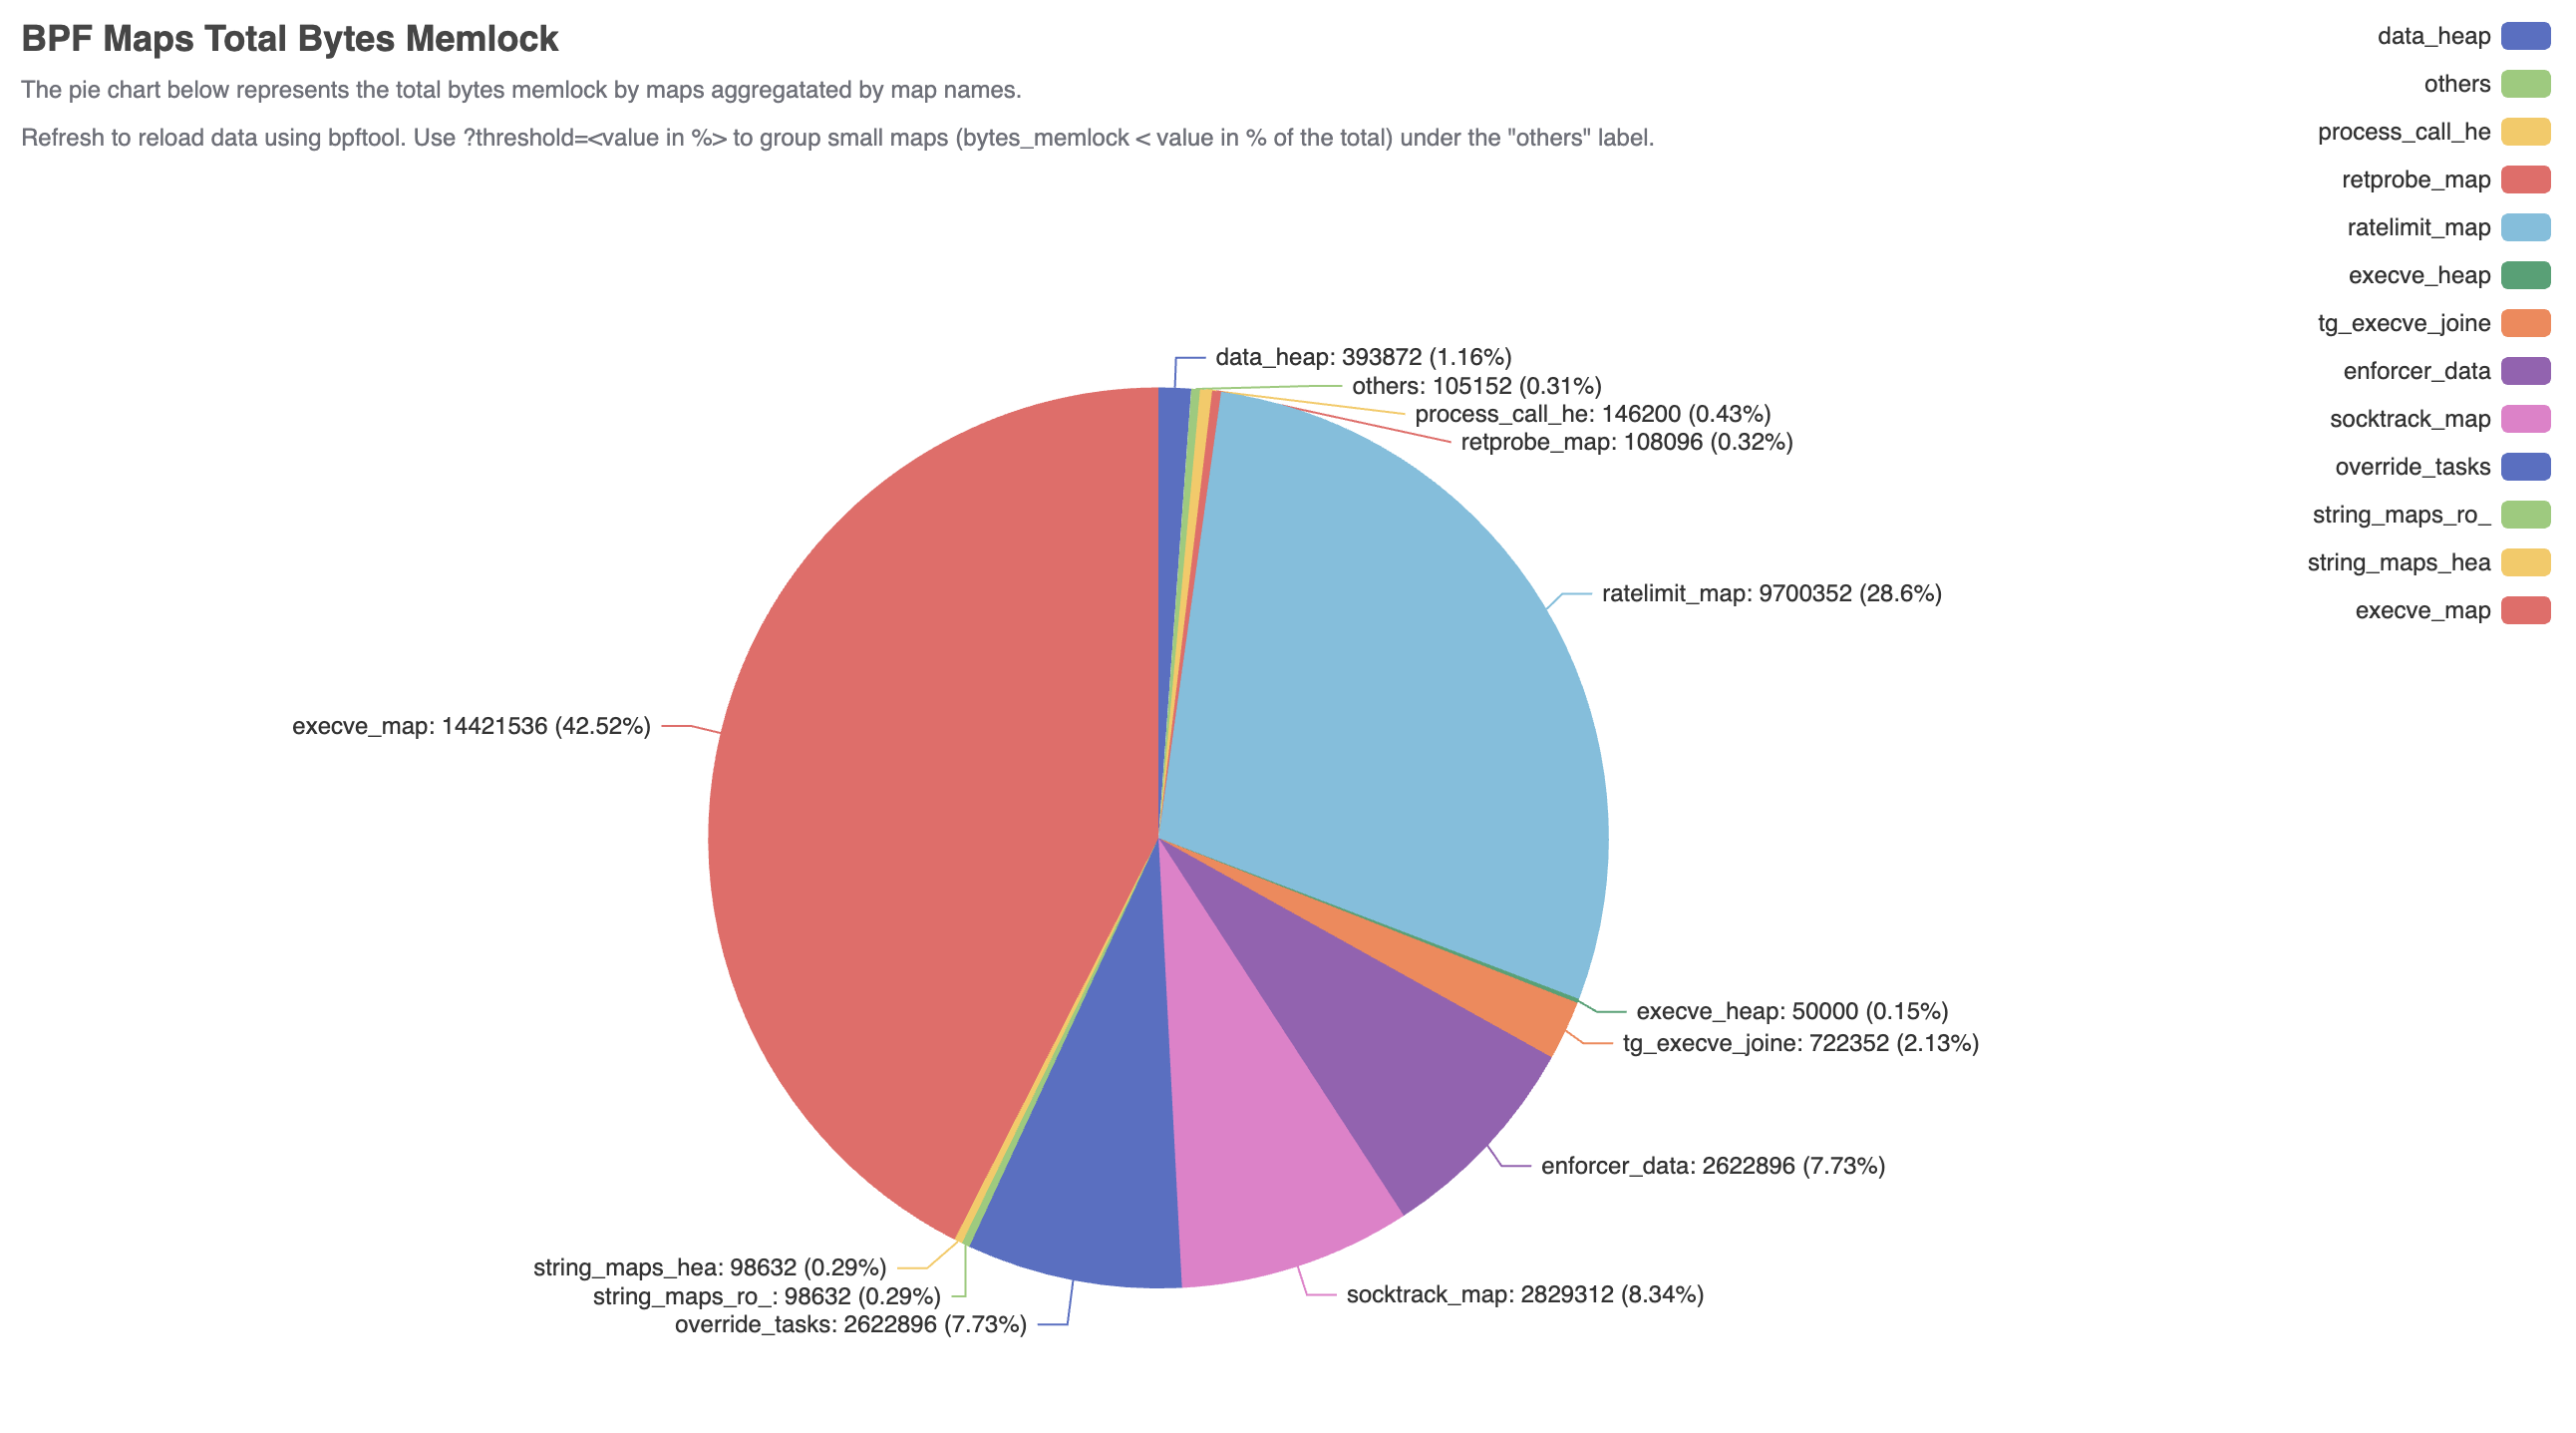 BPF Maps Total Bytes Memlock
The pie chart below represents the total bytes memlock by maps aggregatated by map names.
Refresh to reload data using bpftool. Use ?threshold=<value in %> to group small maps (bytes_memlock < value in % of the total) under the "others" label.
data_heap
others
process_call_he
retprobe_map
ratelimit_map
execve_heap
tg_execve_joine
enforcer_data
socktrack_map
override_tasks
string_maps_ro_
string_maps_hea
execve_map
data_heap: 393872 (1.16%)
others: 105152 (0.31%)
process_call_he: 146200 (0.43%)
retprobe_map: 108096 (0.32%)
ratelimit_map: 9700352 (28.6%)
execve_map: 14421536 (42.52%)
execve_heap: 50000 (0.15%)
tg_execve_joine: 722352 (2.13%)
enforcer_data: 2622896 (7.73%)
string_maps_hea: 98632 (0.29%)
socktrack_map: 2829312 (8.34%)
string_maps_ro_: 98632 (0.29%)
override_tasks: 2622896 (7.73%)